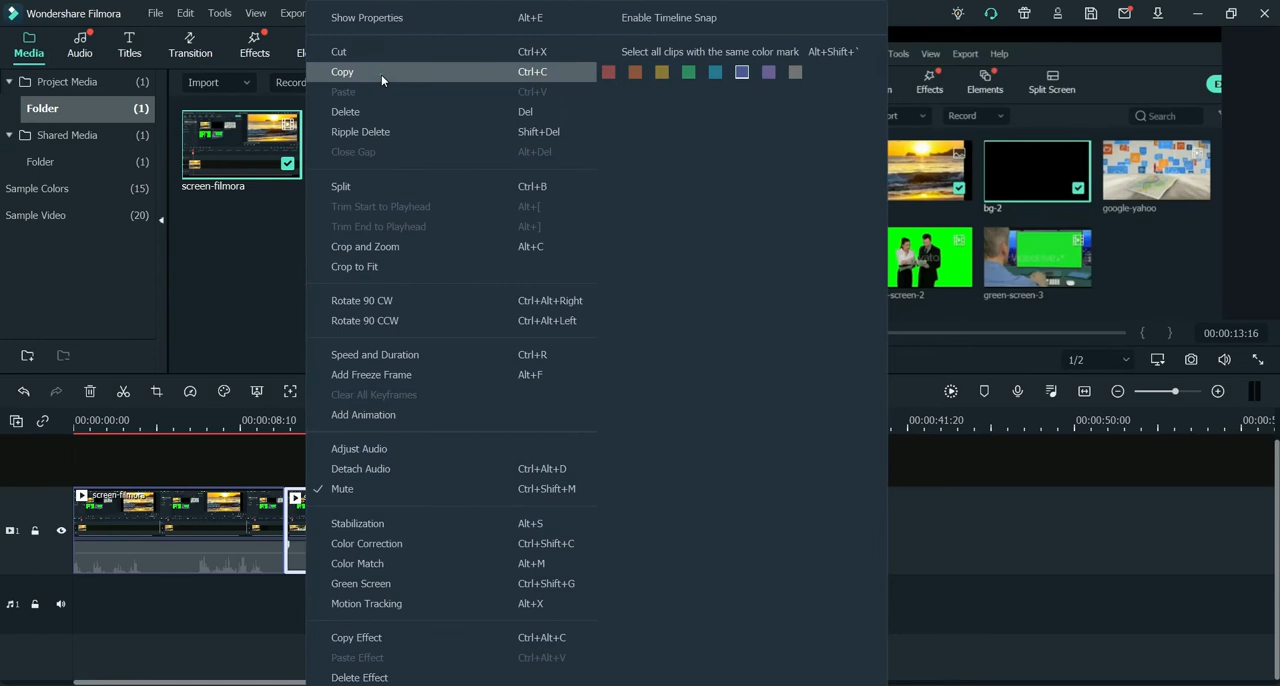 Wondershare Filmora File Edit Tools View Expor
Media Audio Titles Transition Effects El
Project Media (1)
Folder (1)
Shared Media (1)
Folder (1)
Sample Colors (15)
Sample Video (20)
Import Record
screen-filmora
Show Properties Alt+E
Cut Ctrl+X
Copy Ctrl+C
Paste Ctrl+V
Delete Del
Ripple Delete Shift+Del
Close Gap Alt+Del
Split Ctrl+B
Trim Start to Playhead Alt+[
Trim End to Playhead Alt+]
Crop and Zoom Alt+C
Crop to Fit
Rotate 90 CW Ctrl+Alt+Right
Rotate 90 CCW Ctrl+Alt+Left
Speed and Duration Ctrl+R
Add Freeze Frame Alt+F
Clear All Keyframes
Add Animation
Adjust Audio
Detach Audio Ctrl+Alt+D
Mute Ctrl+Shift+M
Stabilization Alt+S
Color Correction Ctrl+Shift+C
Color Match Alt+M
Green Screen Ctrl+Shift+G
Motion Tracking Alt+X
Copy Effect Ctrl+Alt+C
Paste Effect Ctrl+Alt+V
Delete Effect
Enable Timeline Snap
Select all clips with the same color mark Alt+Shift+`
Tools View Export Help
Effects Elements Split Screen
Record Search
bg-2 google-yahoo
-screen-2 green-screen-3
{ } 00:00:13:16
1/2
00:00:00:00 00:00:08:10 00:00:41:20 00:00:50:00 00:00:5
screen-filmora
1
1